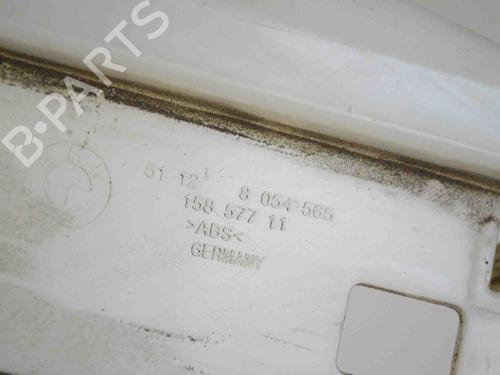 B-PARTS
51 12 8 054 565
158 577 11
>ABS<
GERMANY